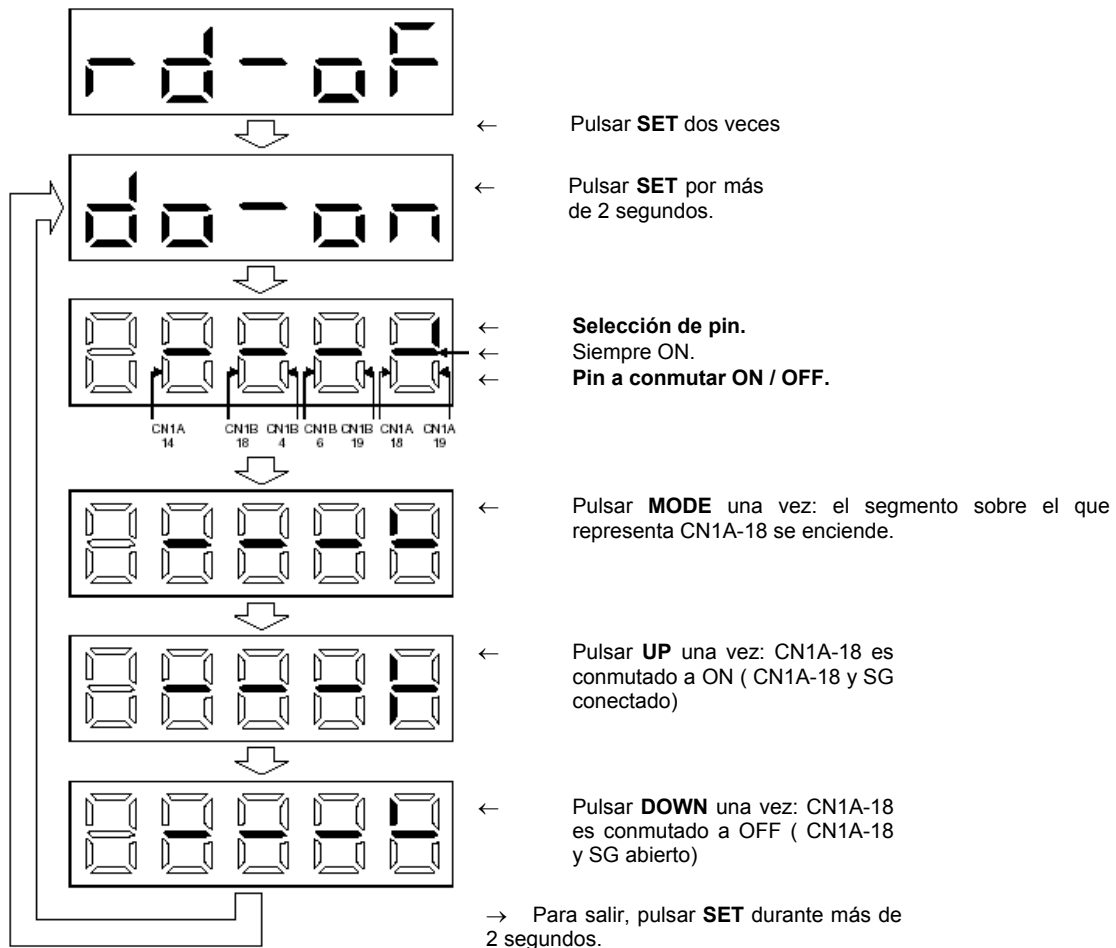 rd-oF
← Pulsar SET dos veces
do-on
← Pulsar SET por más
de 2 segundos.
← Selección de pin.
← Siempre ON.
← Pin a conmutar ON / OFF.
CN1A CN1B CN1B CN1B CN1B CN1A CN1A
14 18 4 6 19 18 19
← Pulsar MODE una vez: el segmento sobre el que
representa CN1A-18 se enciende.
← Pulsar UP una vez: CN1A-18 es
conmutado a ON ( CN1A-18 y SG
conectado)
← Pulsar DOWN una vez: CN1A-18
es conmutado a OFF ( CN1A-18
y SG abierto)
→ Para salir, pulsar SET durante más de
2 segundos.